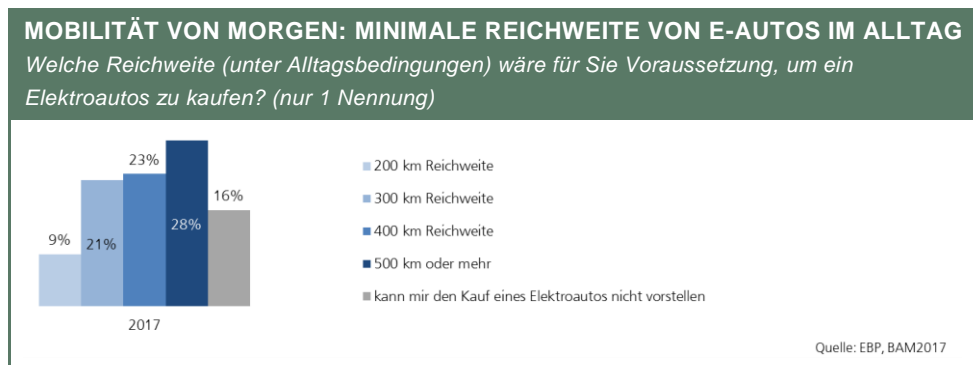 MOBILITÄT VON MORGEN: MINIMALE REICHWEITE VON E-AUTOS IM ALLTAG
Welche Reichweite (unter Alltagsbedingungen) wäre für Sie Voraussetzung, um ein
Elektroautos zu kaufen? (nur 1 Nennung)
9%
21%
23%
28%
16%
2017
200 km Reichweite
300 km Reichweite
400 km Reichweite
500 km oder mehr
kann mir den Kauf eines Elektroautos nicht vorstellen
Quelle: EBP, BAM2017